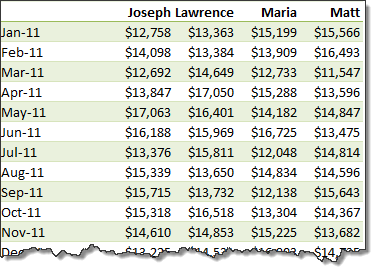 Joseph Lawrence Maria Matt
Jan-11 $12,758 $13,363 $15,199 $15,566
Feb-11 $14,098 $13,384 $13,909 $16,493
Mar-11 $12,692 $14,649 $12,733 $11,547
Apr-11 $13,847 $17,050 $15,288 $13,596
May-11 $17,063 $16,401 $14,182 $14,847
Jun-11 $16,188 $15,969 $16,725 $13,475
Jul-11 $13,376 $15,811 $12,048 $14,814
Aug-11 $15,339 $13,650 $14,834 $14,596
Sep-11 $15,715 $13,732 $12,138 $15,643
Oct-11 $15,318 $16,518 $13,304 $14,367
Nov-11 $14,610 $14,853 $15,225 $13,682